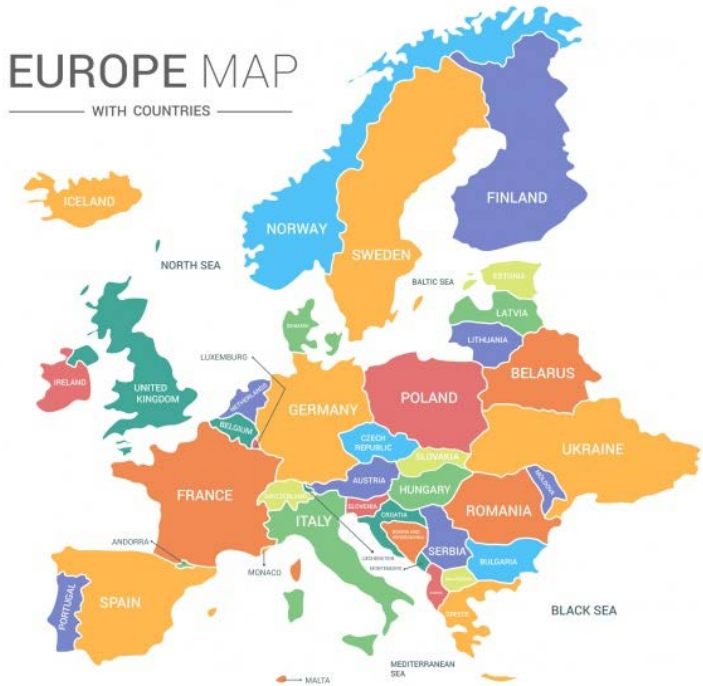 EUROPE MAP
WITH COUNTRIES
ICELAND
NORWAY
SWEDEN
FINLAND
NORTH SEA
BALTIC SEA
ESTONIA
LATVIA
LITHUANIA
DENMARK
IRELAND
UNITED
KINGDOM
LUXEMBURG
NETHERLANDS
BELGIUM
GERMANY
POLAND
BELARUS
CZECH
REPUBLIC
SLOVAKIA
UKRAINE
FRANCE
SWITZERLAND
AUSTRIA
HUNGARY
MOLDOVA
ROMANIA
ITALY
SLOVENIA
CROATIA
BOSNIA AND
HERZEGOVINA
SERBIA
BULGARIA
ANDORRA
MONACO
LIECHTENSTEIN
MONTENEGRO
PORTUGAL
SPAIN
GREECE
BLACK SEA
MEDITERRANEAN
SEA
MALTA